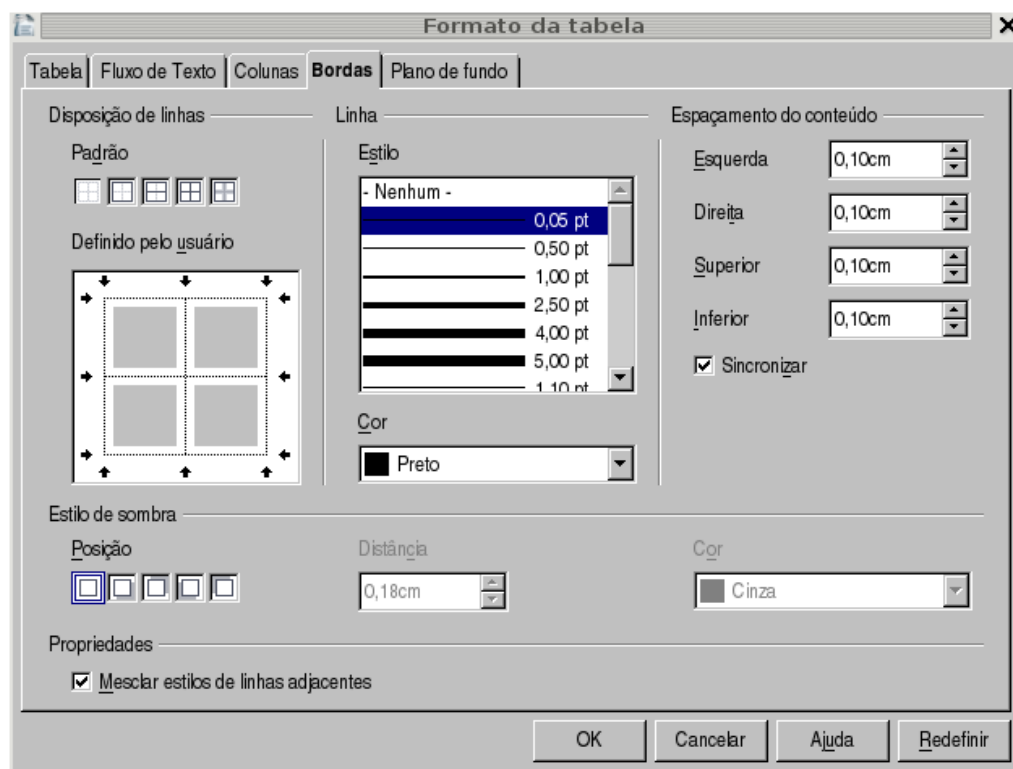 Formato da tabela
Tabela Fluxo de Texto Colunas Bordas Plano de fundo
Disposição de linhas
Padrão
Definido pelo usuário
Linha
Estilo
- Nenhum -
0,05 pt
0,50 pt
1,00 pt
2,50 pt
4,00 pt
5,00 pt
1,10 pt
Cor
Preto
Espaçamento do conteúdo
Esquerda 0,10cm
Direita 0,10cm
Superior 0,10cm
Inferior 0,10cm
Sincronizar
Estilo de sombra
Posição
Distância
0,18cm
Cor
Cinza
Propriedades
Mesclar estilos de linhas adjacentes
OK Cancelar Ajuda Redefinir